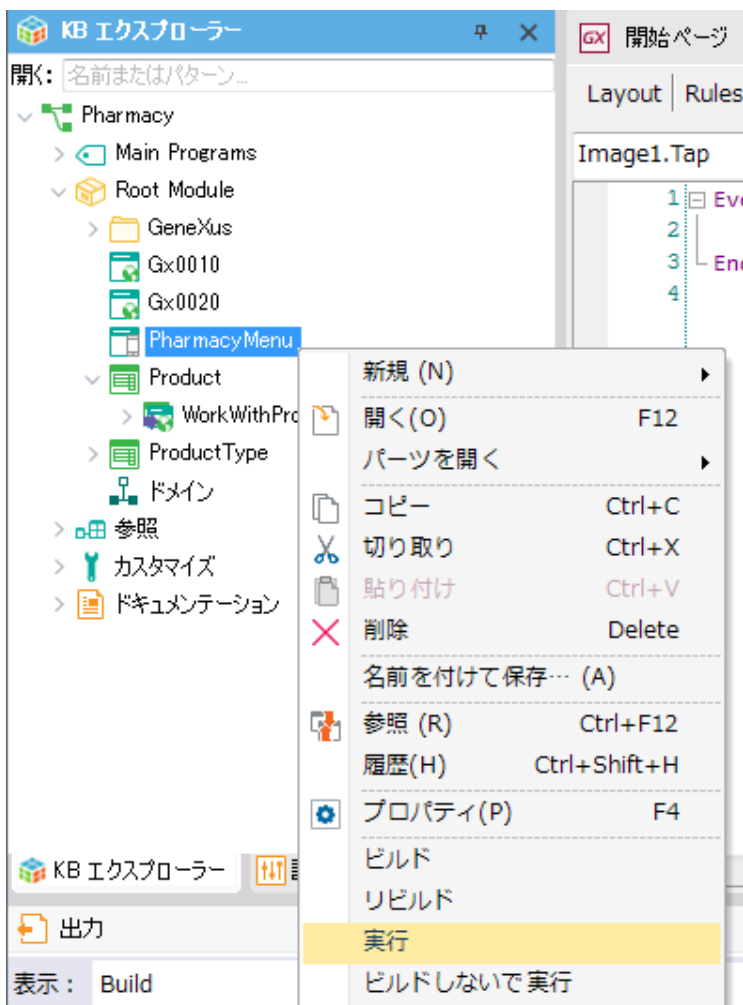 KB エクスプローラー
開く: 名前またはパターン...
Pharmacy
Main Programs
Root Module
GeneXus
Gx0010
Gx0020
PharmacyMenu
Product
WorkWithPro
ProductType
ドメイン
参照
カスタマイズ
ドキュメンテーション
KB エクスプローラー
出力
表示： Build
GX 開始ページ
Layout Rules
Image1.Tap
1 Eve
2
3 End
4
新規 (N)
開く(O) F12
パーツを開く
コピー Ctrl+C
切り取り Ctrl+X
貼り付け Ctrl+V
削除 Delete
名前を付けて保存… (A)
参照 (R) Ctrl+F12
履歴(H) Ctrl+Shift+H
プロパティ(P) F4
ビルド
リビルド
実行
ビルドしないで実行